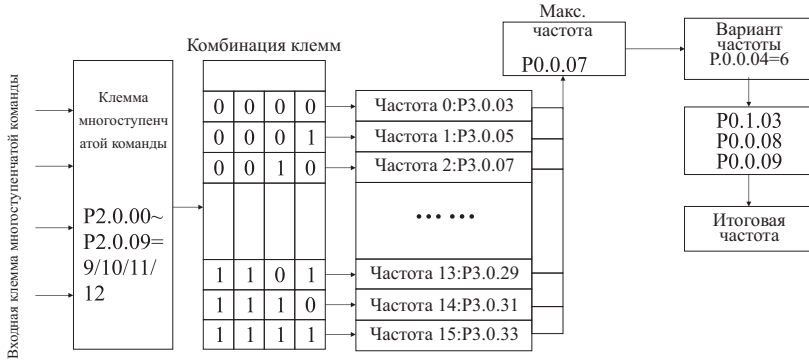 Входная клемма многоступенчатой команды
Клемма
многоступенч
атой команды
P2.0.00~
P2.0.09=
9/10/11/
12
Комбинация клемм
0 0 0 0
0 0 0 1
0 0 1 0
1 1 0 1
1 1 1 0
1 1 1 1
Частота 0:P3.0.03
Частота 1:P3.0.05
Частота 2:P3.0.07
... ...
Частота 13:P3.0.29
Частота 14:P3.0.31
Частота 15:P3.0.33
Макс.
частота
P0.0.07
Вариант
частоты
P.0.0.04=6
P0.1.03
P0.0.08
P0.0.09
Итоговая
частота